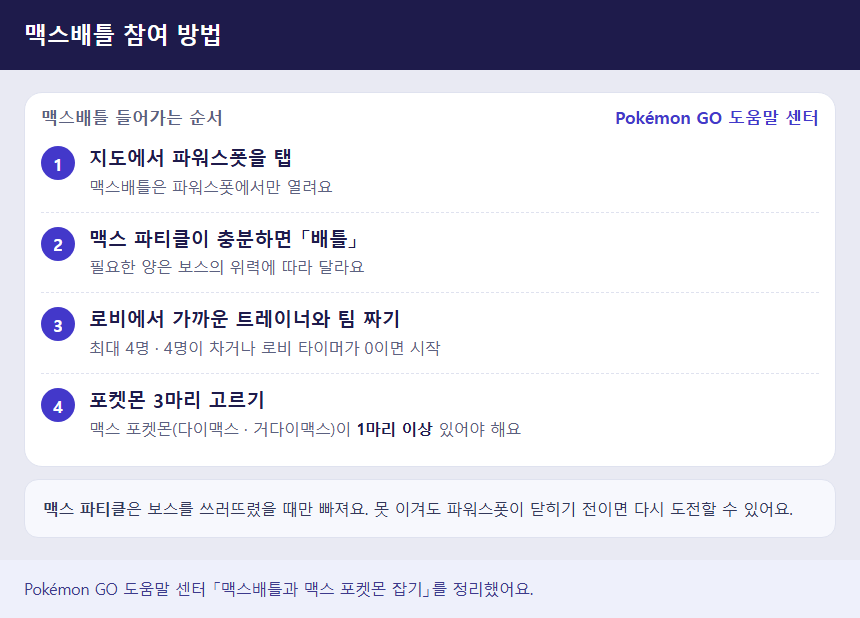 맥스배틀 참여 방법
맥스배틀 들어가는 순서
Pokémon GO 도움말 센터
1
지도에서 파워스폿을 탭
맥스배틀은 파워스폿에서만 열려요
2
맥스 파티클이 충분하면 「배틀」
필요한 양은 보스의 위력에 따라 달라요
3
로비에서 가까운 트레이너와 팀 짜기
최대 4명 · 4명이 차거나 로비 타이머가 0이면 시작
4
포켓몬 3마리 고르기
맥스 포켓몬(다이맥스 · 거다이맥스)이 1마리 이상 있어야 해요
맥스 파티클은 보스를 쓰러뜨렸을 때만 빠져요. 못 이겨도 파워스폿이 닫히기 전이면 다시 도전할 수 있어요.
Pokémon GO 도움말 센터 「맥스배틀과 맥스 포켓몬 잡기」를 정리했어요.